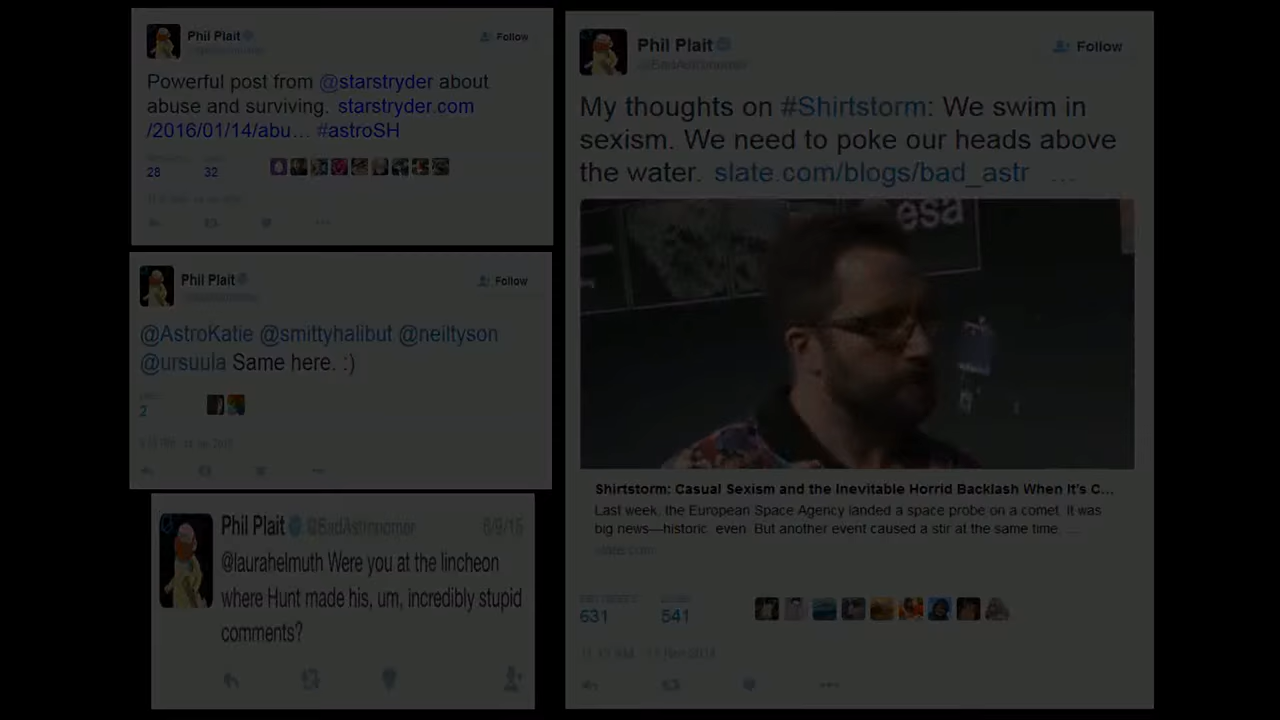 Phil Plait
Follow
Powerful post from @starstryder about
abuse and surviving. starstryder.com
/2016/01/14/abu... #astroSH
28 32
Phil Plait
Follow
@AstroKatie @smittyhalibut @neiltyson
@ursuula Same here. :)
2
Phil Plait @BadAstronomer 6/9/15
@laurahelmuth Were you at the lincheon
where Hunt made his, um, incredibly stupid
comments?
Phil Plait
@BadAstronomer
Follow
My thoughts on #Shirtstorm: We swim in
sexism. We need to poke our heads above
the water. slate.com/blogs/bad_astr ...
esa
Shirtstorm: Casual Sexism and the Inevitable Horrid Backlash When It's C...
Last week, the European Space Agency landed a space probe on a comet. It was
big news—historic, even. But another event caused a stir at the same time. ...
slate.com
631 541